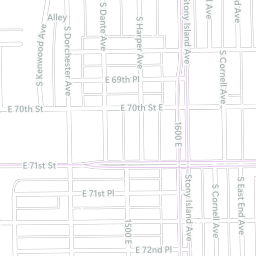 Alley
S Kenwood Ave
S Dorchester Ave
S Dante Ave
S Harper Ave
Stony Island Ave
S Cornell Ave
E 69th Pl
E 70th St
E 70th St E
1600 E
E 71st St
E 71st Pl
1500 E
Stony Island Ave
S Cornell Ave
S East End Ave
E 72nd Pl